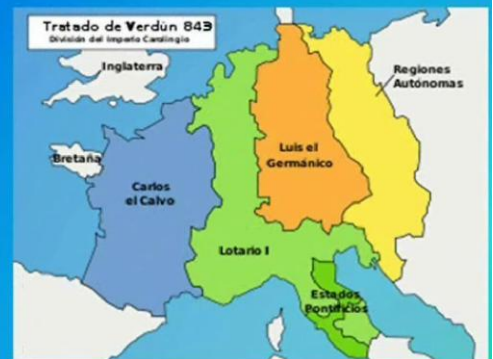 Tratado de Verdún 843
División del Imperio Carolingio
Inglaterra
Regiones
Autónomas
Bretaña
Luis el
Germánico
Carlos
el Calvo
Lotario I
Estados
Pontificios